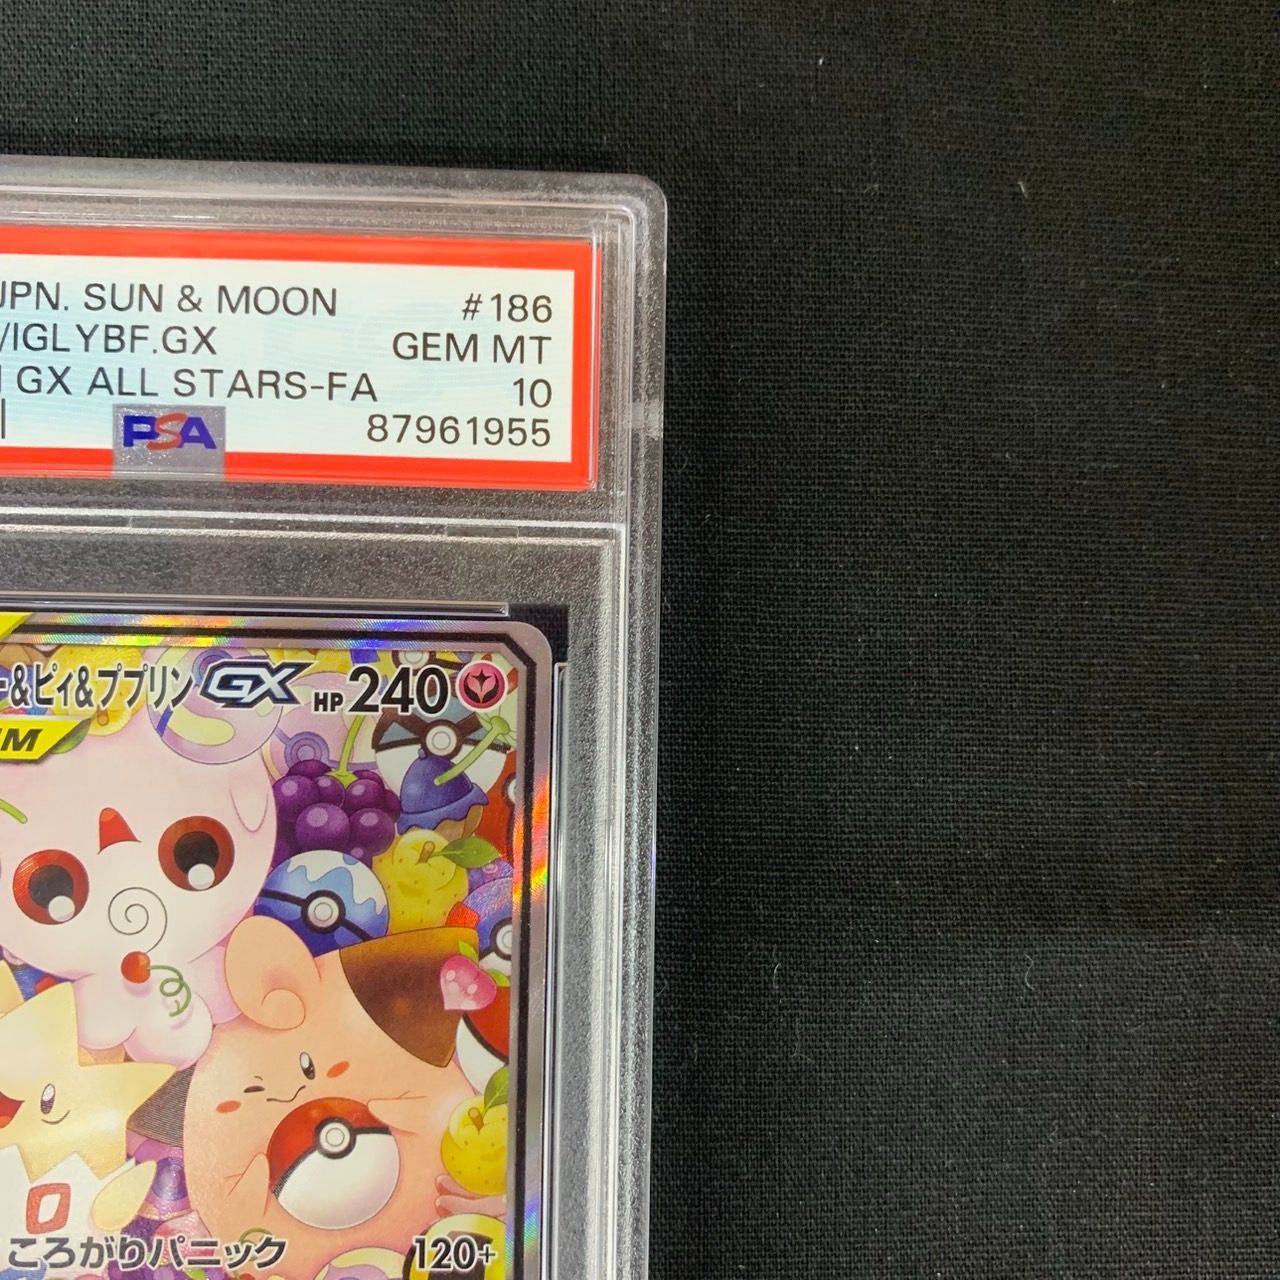 JPN. SUN & MOON #186
/IGLYBF.GX GEM MT
GX ALL STARS-FA 10
PSA 87961955
&ピィ&ププリン GX HP 240
ころがりパニック 120+